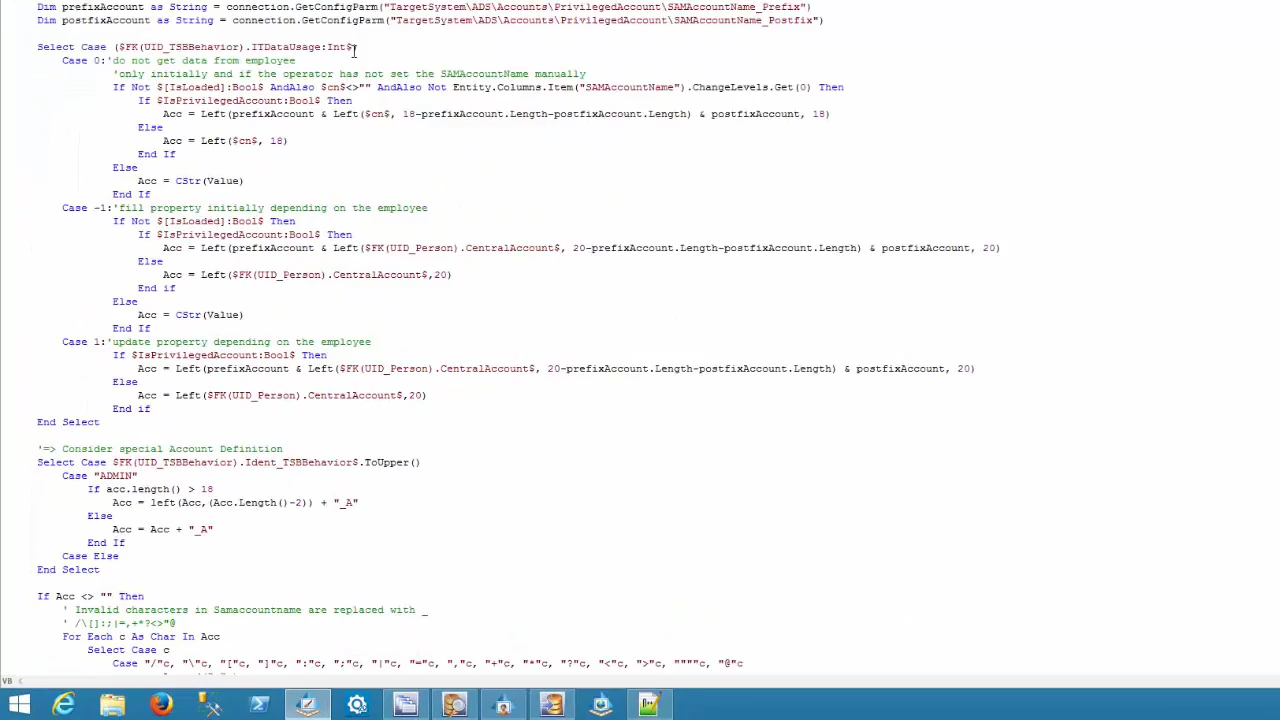 Dim prefixAccount as String = connection.GetConfigParm("TargetSystem\ADS\Accounts\PrivilegedAccount\SAMAccountName_Prefix")
Dim postfixAccount as String = connection.GetConfigParm("TargetSystem\ADS\Accounts\PrivilegedAccount\SAMAccountName_Postfix")
Select Case ($FK(UID_TSBBehavior).ITDataUsage:Int$)
Case 0:'do not get data from employee
'only initially and if the operator has not set the SAMAccountName manually
If Not $[IsLoaded]:Bool$ AndAlso $cn$<>"" AndAlso Not Entity.Columns.Item("SAMAccountName").ChangeLevels.Get(0) Then
If $IsPrivilegedAccount:Bool$ Then
Acc = Left(prefixAccount & Left($cn$, 18-prefixAccount.Length-postfixAccount.Length) & postfixAccount, 18)
Else
Acc = Left($cn$, 18)
End If
Else
Acc = CStr(Value)
End If
Case -1:'fill property initially depending on the employee
If Not $[IsLoaded]:Bool$ Then
If $IsPrivilegedAccount:Bool$ Then
Acc = Left(prefixAccount & Left($FK(UID_Person).CentralAccount$, 20-prefixAccount.Length-postfixAccount.Length) & postfixAccount, 20)
Else
Acc = Left($FK(UID_Person).CentralAccount$,20)
End if
Else
Acc = CStr(Value)
End If
Case 1:'update property depending on the employee
If $IsPrivilegedAccount:Bool$ Then
Acc = Left(prefixAccount & Left($FK(UID_Person).CentralAccount$, 20-prefixAccount.Length-postfixAccount.Length) & postfixAccount, 20)
Else
Acc = Left($FK(UID_Person).CentralAccount$,20)
End if
End Select
'=> Consider special Account Definition
Select Case $FK(UID_TSBBehavior).Ident_TSBBehavior$.ToUpper()
Case "ADMIN"
If acc.length() > 18
Acc = left(Acc,(Acc.Length()-2)) + "_A"
Else
Acc = Acc + "_A"
End If
Case Else
End Select
If Acc <> "" Then
' Invalid characters in Samaccountname are replaced with _
' /\[]:;|=,+*?<>"@
For Each c As Char In Acc
Select Case c
Case "/"c, "\"c, "["c, "]"c, ":"c, ";"c, "|"c, "="c, ","c, "+"c, "*"c, "?"c, "<"c, ">"c, """"c, "@"c
VB